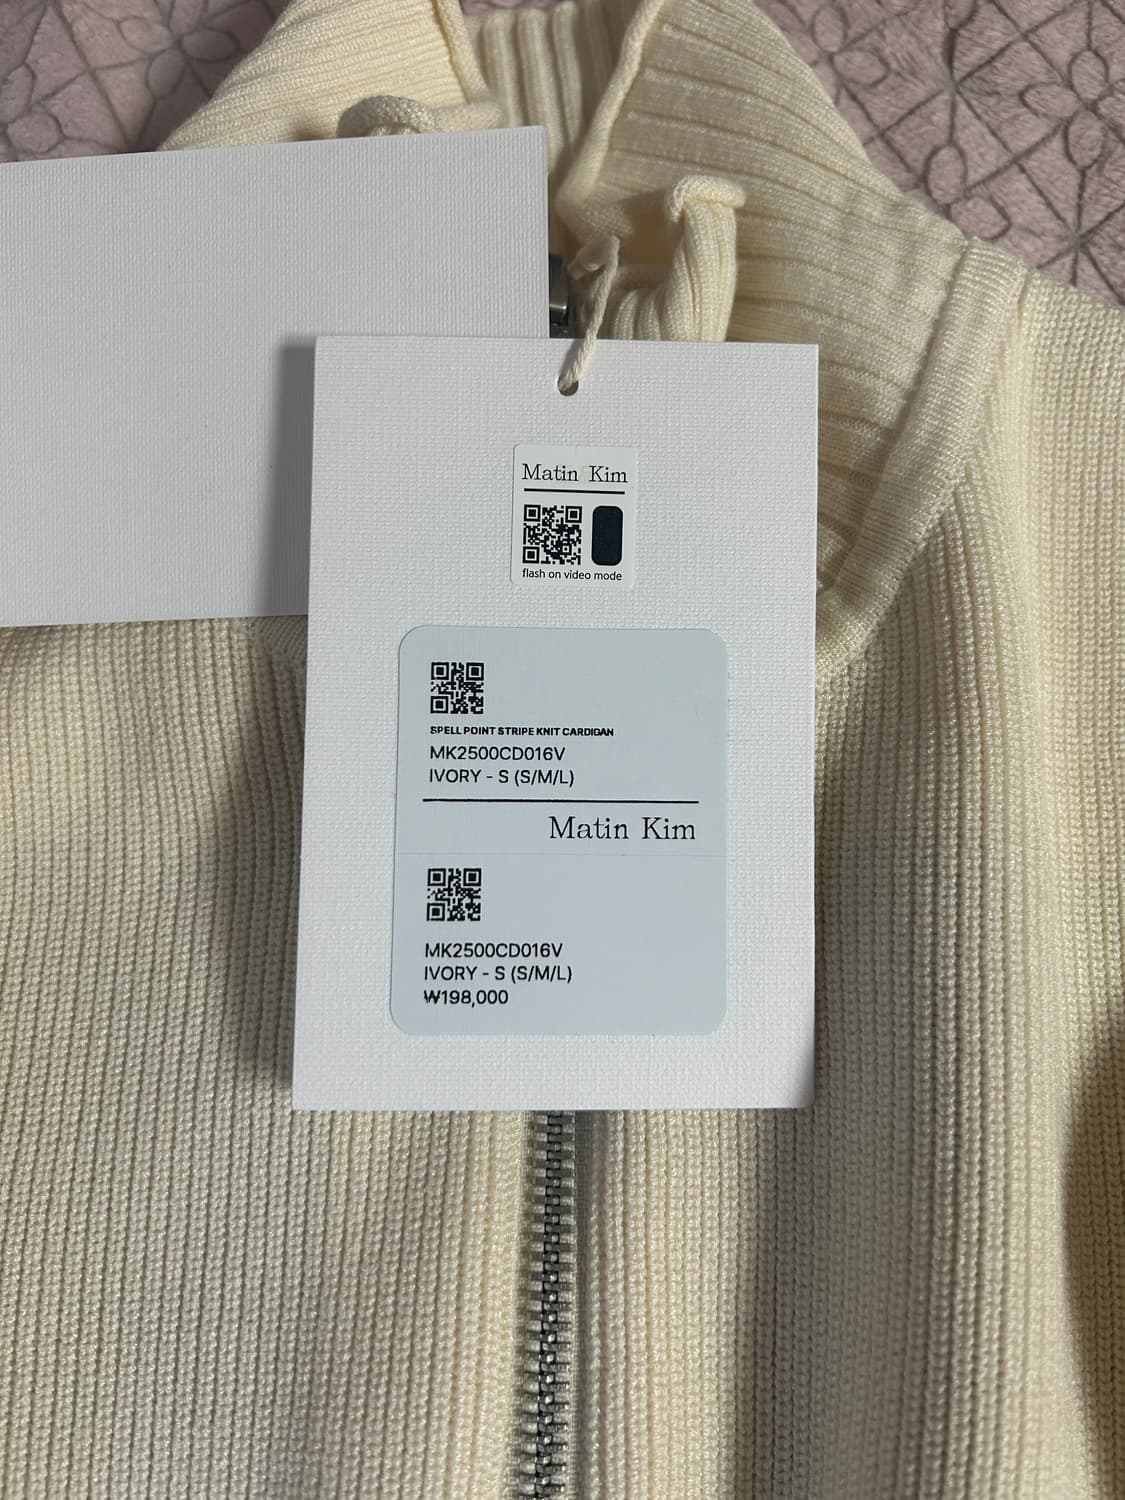 Matin Kim
flash on video mode
SPELL POINT STRIPE KNIT CARDIGAN
MK2500CD016V
IVORY - S (S/M/L)
Matin Kim
MK2500CD016V
IVORY - S (S/M/L)
₩198,000